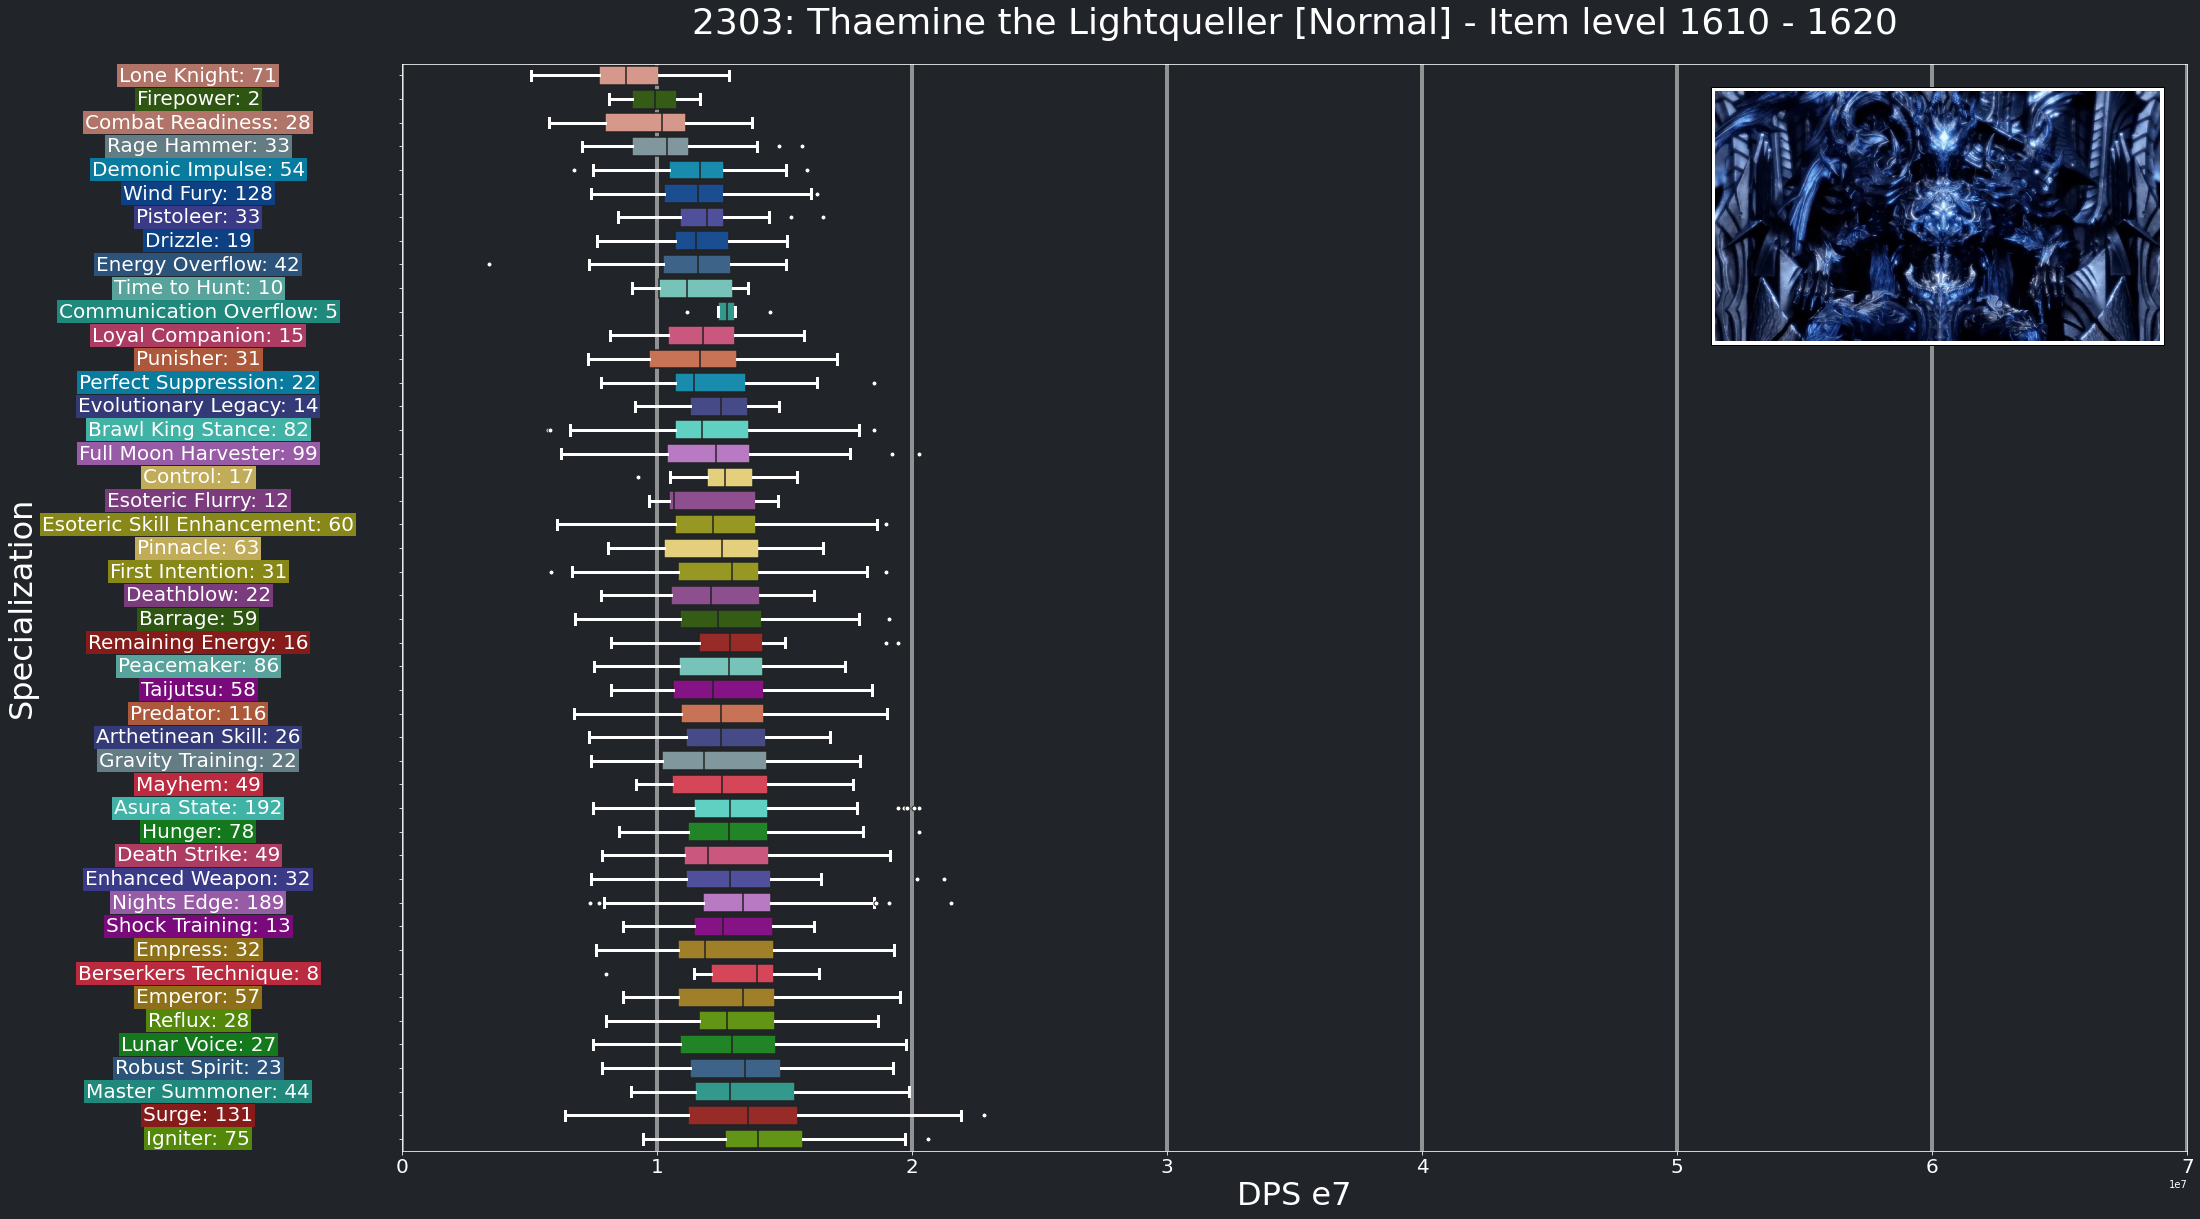 2303: Thaemine the Lightqueller [Normal] - Item level 1610 - 1620
Specialization
Lone Knight: 71
Firepower: 2
Combat Readiness: 28
Rage Hammer: 33
Demonic Impulse: 54
Wind Fury: 128
Pistoleer: 33
Drizzle: 19
Energy Overflow: 42
Time to Hunt: 10
Communication Overflow: 5
Loyal Companion: 15
Punisher: 31
Perfect Suppression: 22
Evolutionary Legacy: 14
Brawl King Stance: 82
Full Moon Harvester: 99
Control: 17
Esoteric Flurry: 12
Esoteric Skill Enhancement: 60
Pinnacle: 63
First Intention: 31
Deathblow: 22
Barrage: 59
Remaining Energy: 16
Peacemaker: 86
Taijutsu: 58
Predator: 116
Arthetinean Skill: 26
Gravity Training: 22
Mayhem: 49
Asura State: 192
Hunger: 78
Death Strike: 49
Enhanced Weapon: 32
Nights Edge: 189
Shock Training: 13
Empress: 32
Berserkers Technique: 8
Emperor: 57
Reflux: 28
Lunar Voice: 27
Robust Spirit: 23
Master Summoner: 44
Surge: 131
Igniter: 75
0 1 2 3 4 5 6 7
1e7
DPS e7